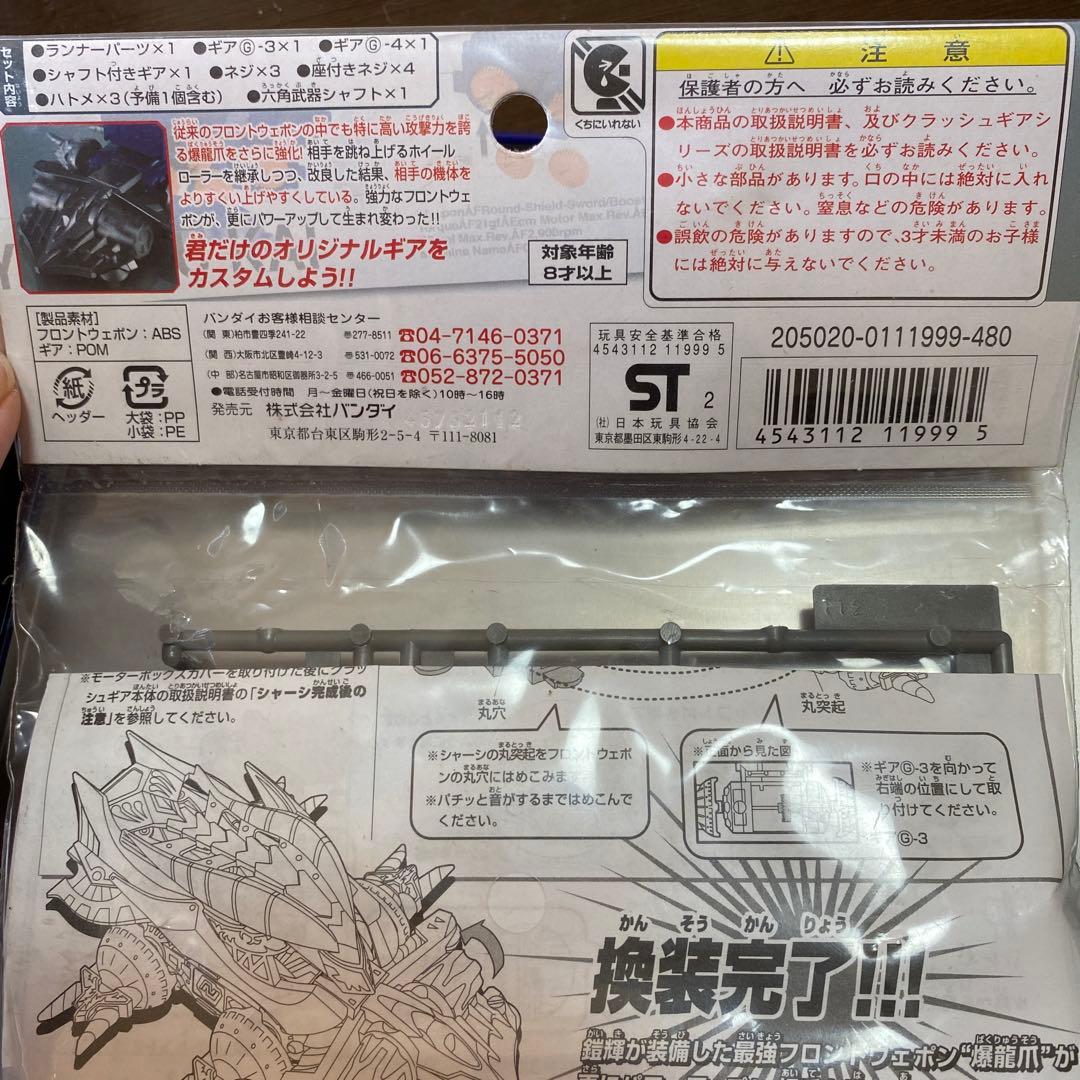 セット内容
●ランナーパーツ×1 ●ギアⒼ-3×1 ●ギアⒼ-4×1
●シャフト付きギア×1 ●ネジ×3 ●座付きネジ×4
●ハトメ×3(予備1個含む) ●六角武器シャフト×1
従来のフロントウェポンの中でも特に高い攻撃力を誇
る爆龍爪をさらに強化! 相手を跳ね上げるホイール
ローラーを継承しつつ、改良した結果、相手の機体を
よりすくい上げやすくしている。強力なフロントウェ
ポンが、更にパワーアップして生まれ変わった!!
君だけのオリジナルギアを
カスタムしよう!!
くちにいれない
対象年齢
8才以上
注意
保護者の方へ 必ずお読みください。
●本商品の取扱説明書、及びクラッシュギアシ
リーズの取扱説明書を必ずお読みください。
●小さな部品があります。口の中には絶対に入れ
ないでください。窒息などの危険があります。
●誤飲の危険がありますので、3才未満のお子様
には絶対に与えないでください。
[製品素材]
フロントウェポン:ABS
ギア:POM
紙
ヘッダー
プラ
大袋:PP
小袋:PE
バンダイお客様相談センター
(関 東)柏市豊四季241-22 〠277-8511 ☎04-7146-0371
(関 西)大阪市北区豊崎4-12-3 〠531-0072 ☎06-6375-5050
(中 部)名古屋市昭和区御器所3-2-5 〠466-0051 ☎052-872-0371
●電話受付時間 月〜金曜日(祝日を除く)10時〜16時
発売元 株式会社バンダイ
東京都台東区駒形2-5-4 〒111-8081
玩具安全基準合格
4543112 11999 5
ST 2
(社)日本玩具協会
東京都墨田区東駒形4-22-4
205020-0111999-480
4543112 119995
※モーターボックスカバーを取り付けた後にクラッ
シュギア本体の取扱説明書の「シャーシ完成後の
注意」を参照してください。
丸穴
丸突起
※シャーシの丸突起をフロントウェポ
ンの丸穴にはめこみます
※パチッと音がするまではめこんで
ください。
※正面から見た図
※ギアⒼ-3を向かって
右端の位置にして取
り付けてください。
G-3
換装完了!!!
鎧輝が装備した最強フロントウェポン“爆龍爪”が